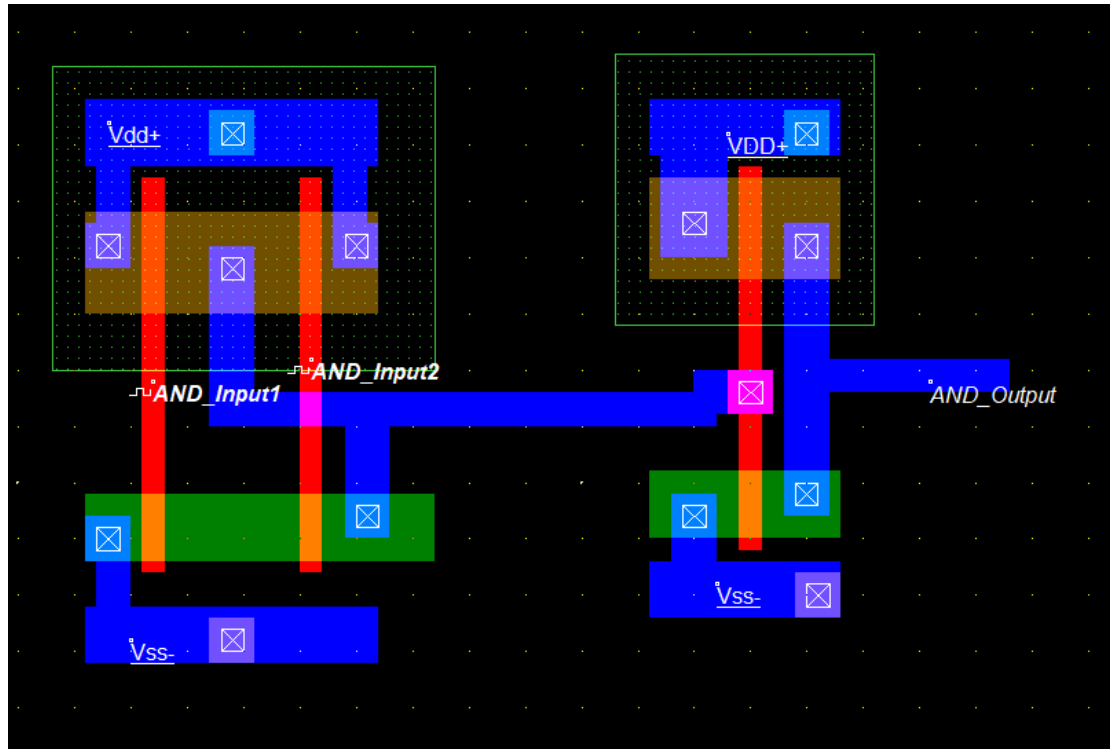 Vdd+
VDD+
AND_Input2
AND_Input1
AND_Output
Vss-
Vss-